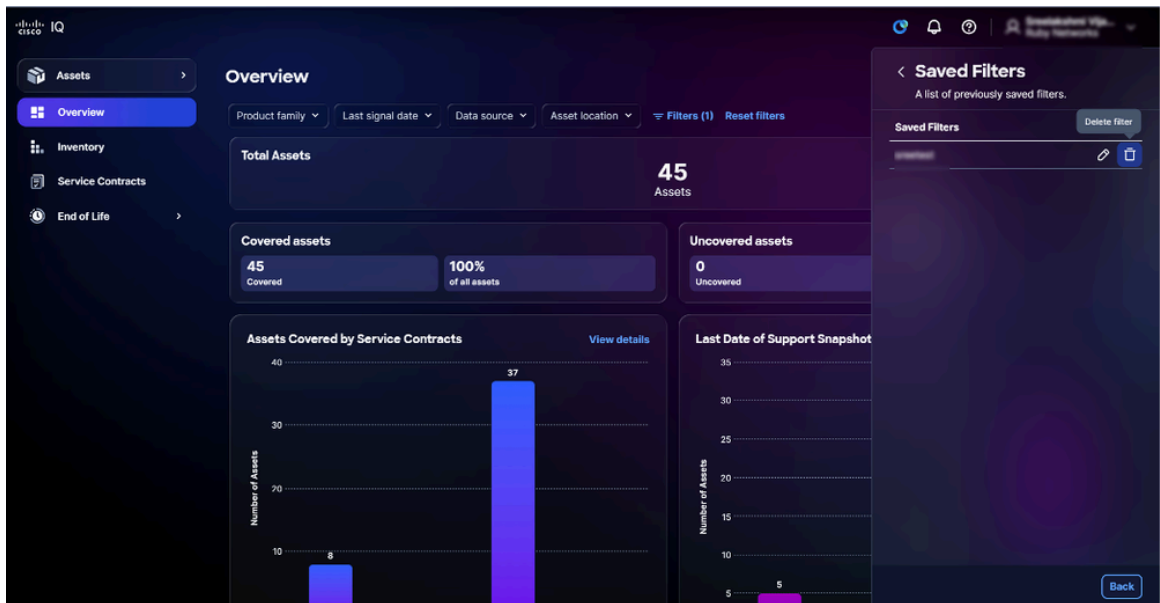 cisco IQ
Assets
Overview
Inventory
Service Contracts
End of Life
Overview
Product family
Last signal date
Data source
Asset location
Filters (1)
Reset filters
Total Assets
45
Assets
Covered assets
45
Covered
100%
of all assets
Uncovered assets
0
Uncovered
Assets Covered by Service Contracts
View details
40
30
20
10
Number of Assets
8
37
Last Date of Support Snapshot
35
30
25
20
15
10
5
Number of Assets
5
Saved Filters
A list of previously saved filters.
Saved Filters
Delete filter
Back